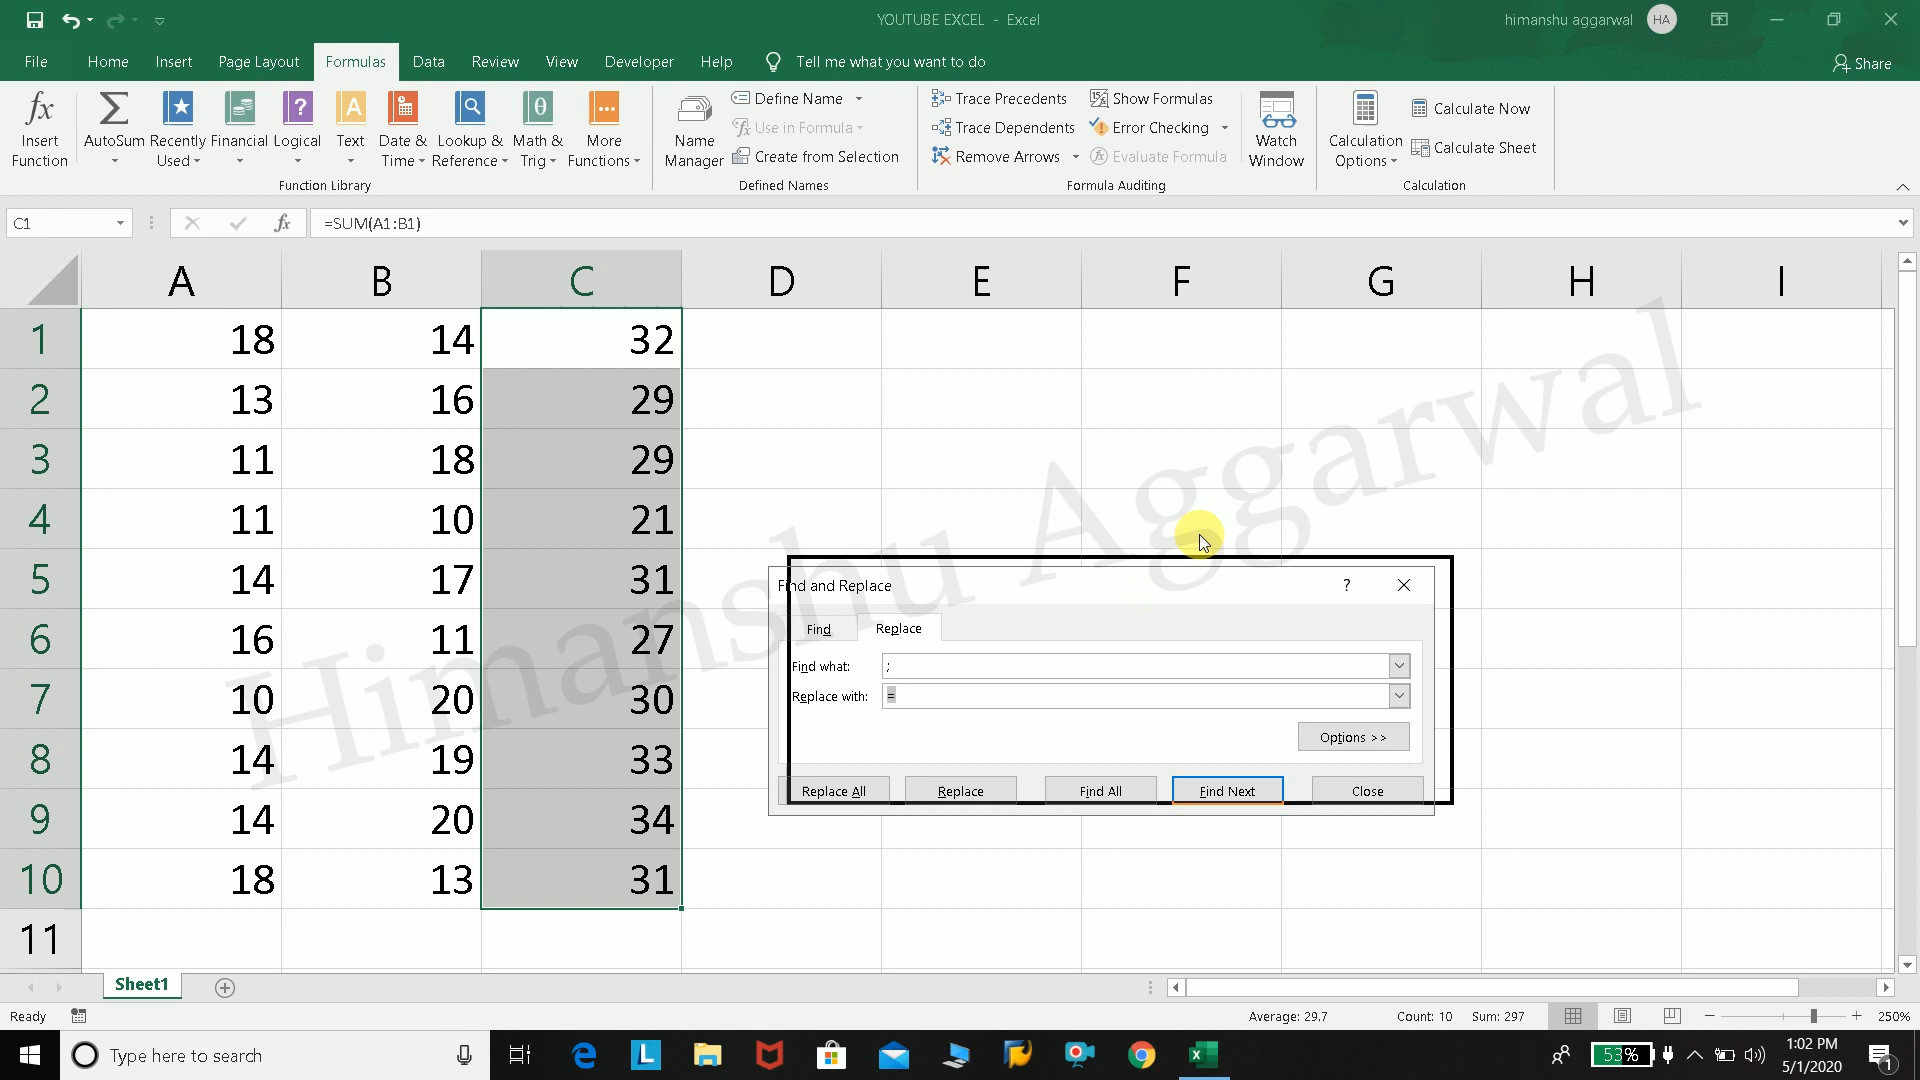 YOUTUBE EXCEL - Excel
himanshu aggarwal HA
File Home Insert Page Layout Formulas Data Review View Developer Help Tell me what you want to do
Share
Insert Function
AutoSum
Recently Used
Financial
Logical
Text
Date & Time
Lookup & Reference
Math & Trig
More Functions
Function Library
Name Manager
Define Name
Use in Formula
Create from Selection
Defined Names
Trace Precedents
Trace Dependents
Remove Arrows
Show Formulas
Error Checking
Evaluate Formula
Formula Auditing
Watch Window
Calculation Options
Calculate Now
Calculate Sheet
Calculation
C1 fx =SUM(A1:B1)
A B C D E F G H I
1 18 14 32
2 13 16 29
3 11 18 29
4 11 10 21
5 14 17 31
6 16 11 27
7 10 20 30
8 14 19 33
9 14 20 34
10 18 13 31
11
Himanshu Aggarwal
Find and Replace ?
Find Replace
Find what: ;
Replace with: =
Options >>
Replace All Replace Find All Find Next Close
Sheet1
Ready Average: 29.7 Count: 10 Sum: 297 250%
Type here to search
53%
1:02 PM
5/1/2020
1